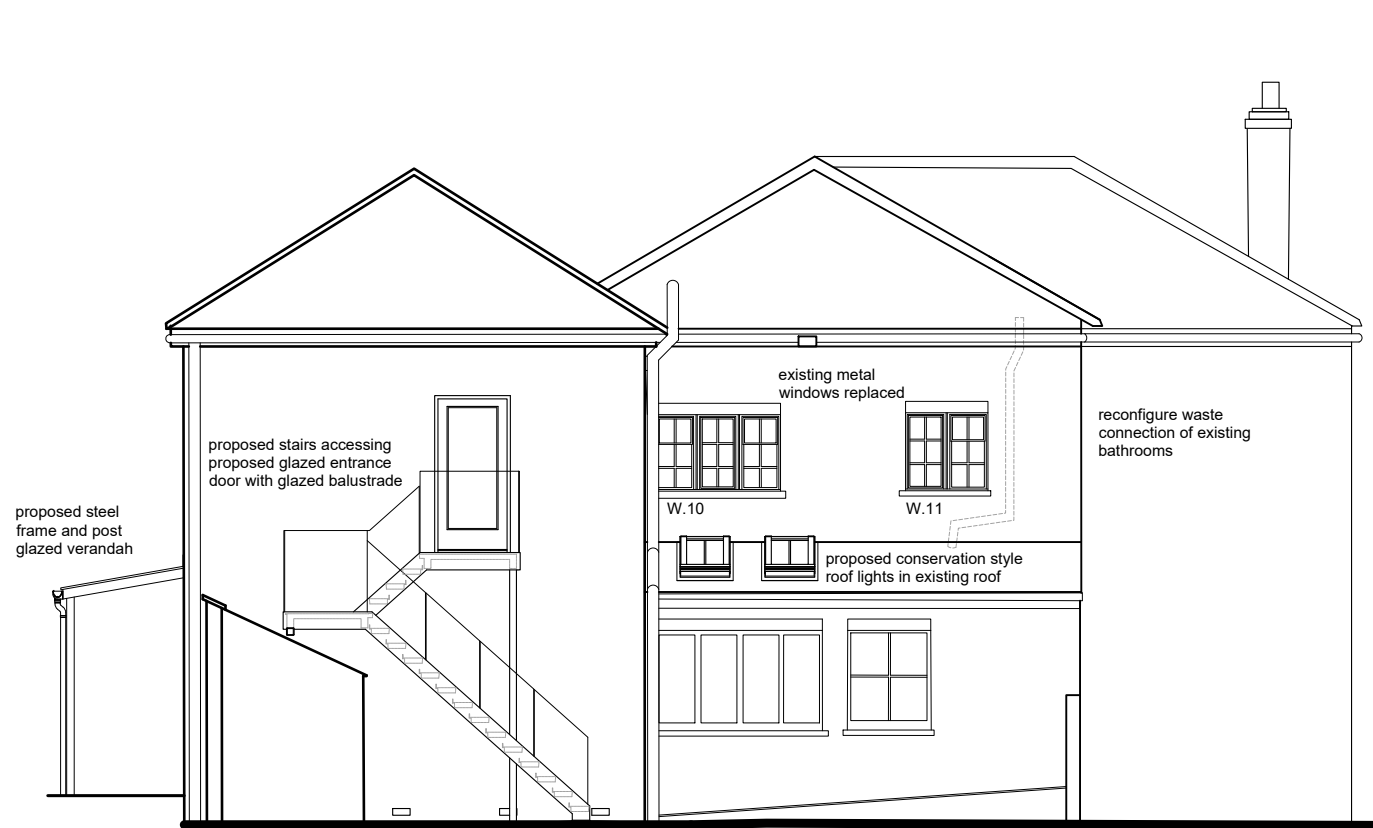 existing metal
windows replaced
reconfigure waste
connection of existing
bathrooms
proposed stairs accessing
proposed glazed entrance
door with glazed balustrade
proposed steel
frame and post
glazed verandah
W.10
W.11
proposed conservation style
roof lights in existing roof